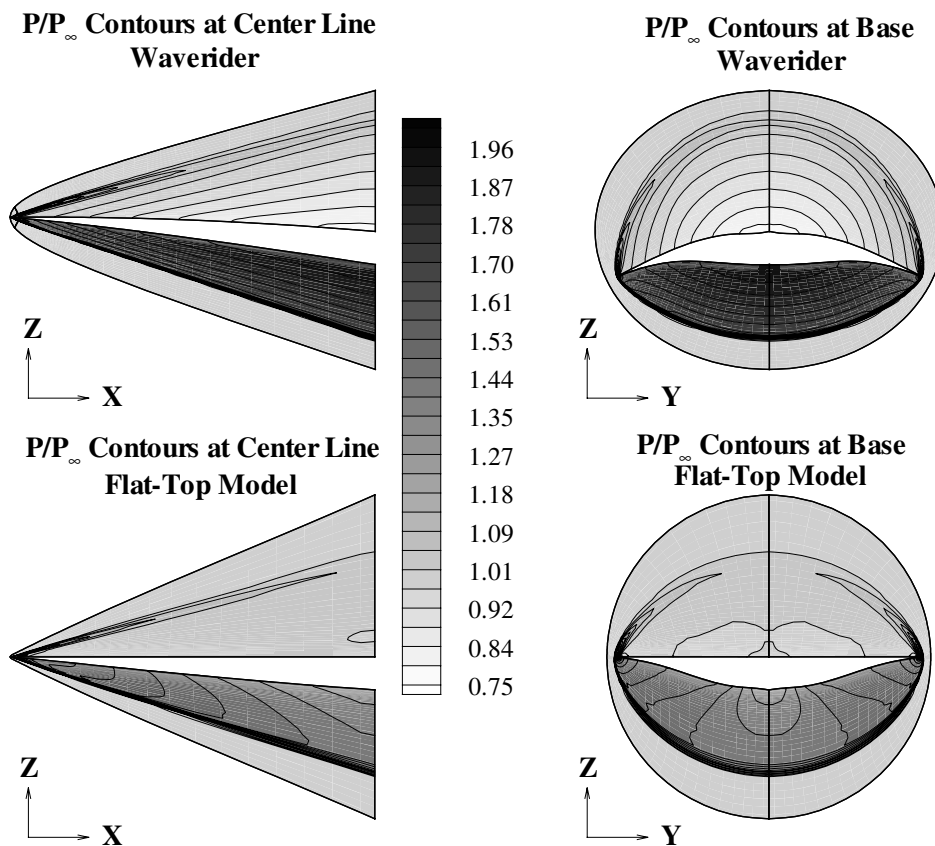 P/P∞ Contours at Center Line
Waverider
P/P∞ Contours at Base
Waverider
1.96
1.87
1.78
1.70
1.61
1.53
1.44
1.35
1.27
1.18
1.09
1.01
0.92
0.84
0.75
Z
X
Z
Y
P/P∞ Contours at Center Line
Flat-Top Model
P/P∞ Contours at Base
Flat-Top Model
Z
X
Z
Y